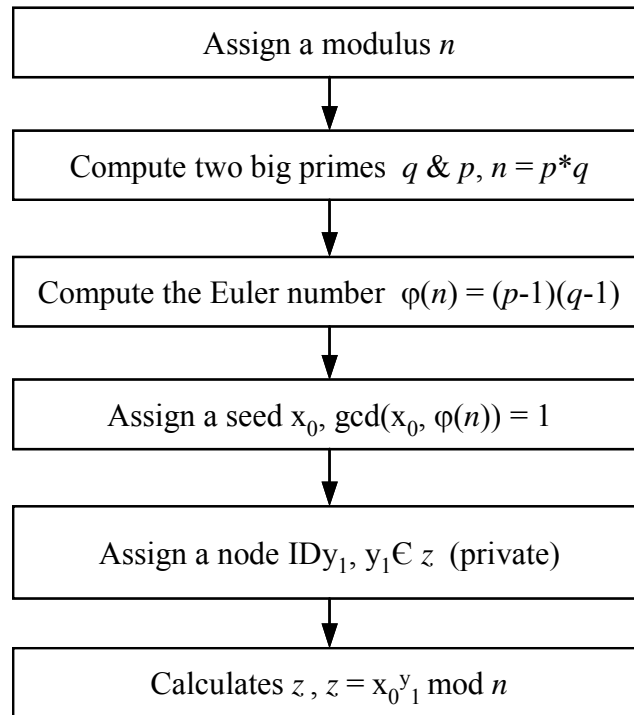 Assign a modulus n
Compute two big primes q & p, n = p*q
Compute the Euler number φ(n) = (p-1)(q-1)
Assign a seed x₀, gcd(x₀, φ(n)) = 1
Assign a node IDy₁, y₁Є z (private)
Calculates z , z = x₀ʸ₁ mod n